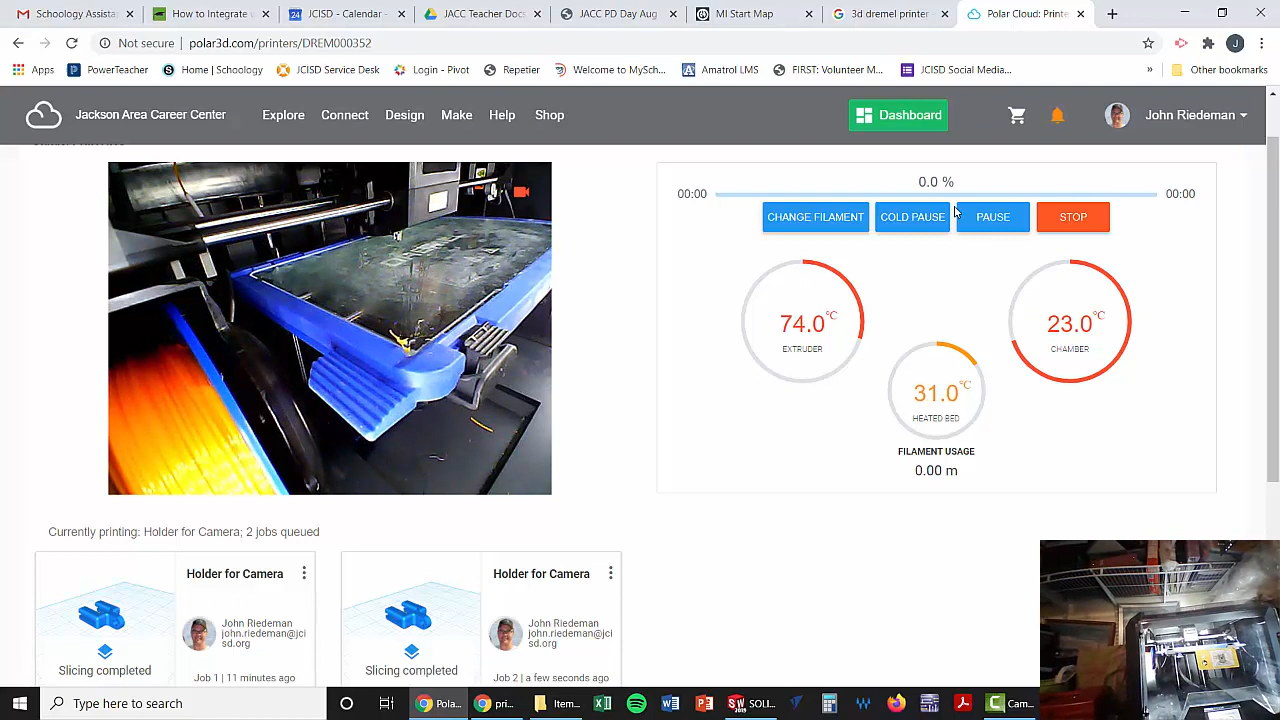 Schoology Assista
How to Integrate u
JCISD - Calendar -
JACC Teacher Docs
JACC PD Day Aug
MI Start Map
3d dremel printer
Polar Cloud: Printe
Not secure | polar3d.com/printers/DREM000352
Apps
PowerTeacher
Home | Schoology
JCISD Service Desk
Login - Pivot
Repetier
Welcome to MySch...
Amatrol LMS
FIRST: Volunteer M...
JCISD Social Media...
Other bookmarks
Jackson Area Career Center
Explore
Connect
Design
Make
Help
Shop
Dashboard
John Riedeman
0.0 %
00:00
00:00
CHANGE FILAMENT
COLD PAUSE
PAUSE
STOP
74.0°C
EXTRUDER
23.0°C
CHAMBER
31.0°C
HEATED BED
FILAMENT USAGE
0.00 m
Currently printing: Holder for Camera; 2 jobs queued
Holder for Camera
John Riedeman
john.riedeman@jci
sd.org
Slicing completed
Job 1 | 11 minutes ago
Holder for Camera
John Riedeman
john.riedeman@jci
sd.org
Slicing completed
Job 2 | a few seconds ago
Type here to search
Pola...
pri...
Item...
SOLI...
Cam...